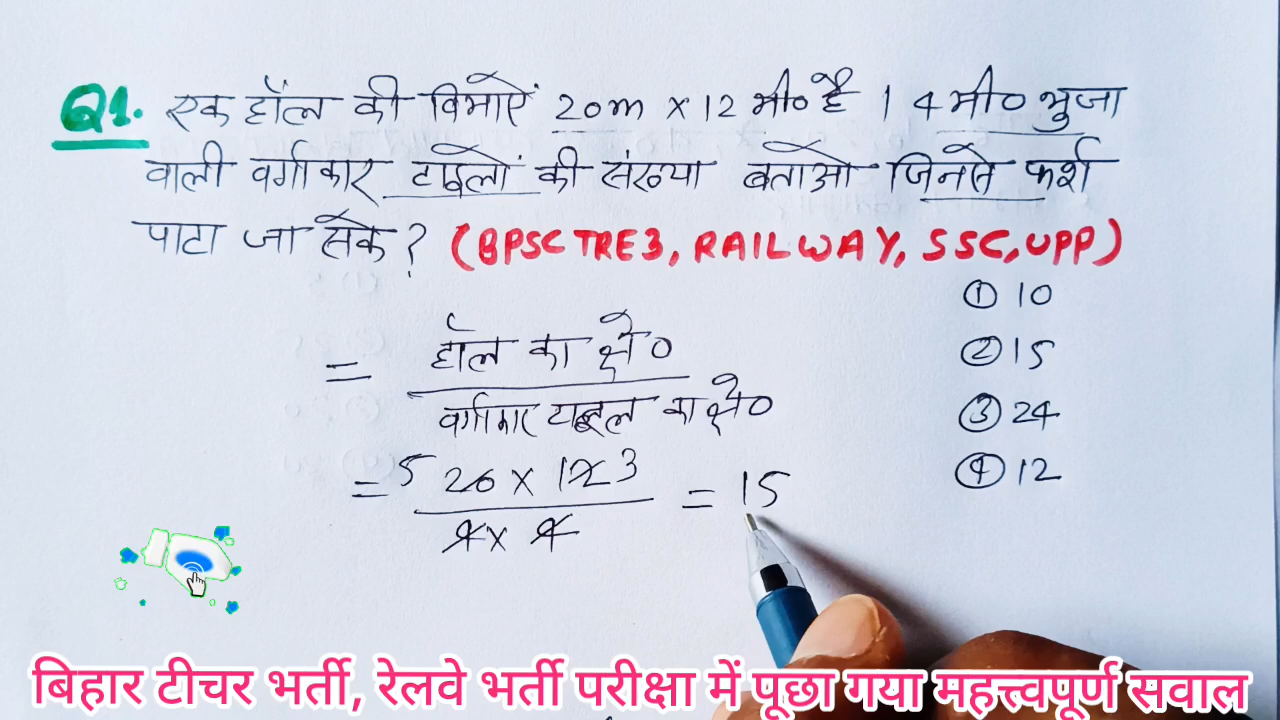 Q1. एक हॉल की विमाऐं 20m x 12 मी० है । 4 मी० भुजा
वाली वर्गाकार टाईलों की संख्या बताओ जिनसे फर्श
पाटा जा सके ? (BPSC TRE3, RAILWAY, SSC, UPP)
① 10
② 15
③ 24
④ 12
= हॉल का क्षे०
वर्गाकार टाइल का क्षे०
= 5 20 x 12 3 = 15
4 x 4
बिहार टीचर भर्ती, रेलवे भर्ती परीक्षा में पूछा गया महत्त्वपूर्ण सवाल